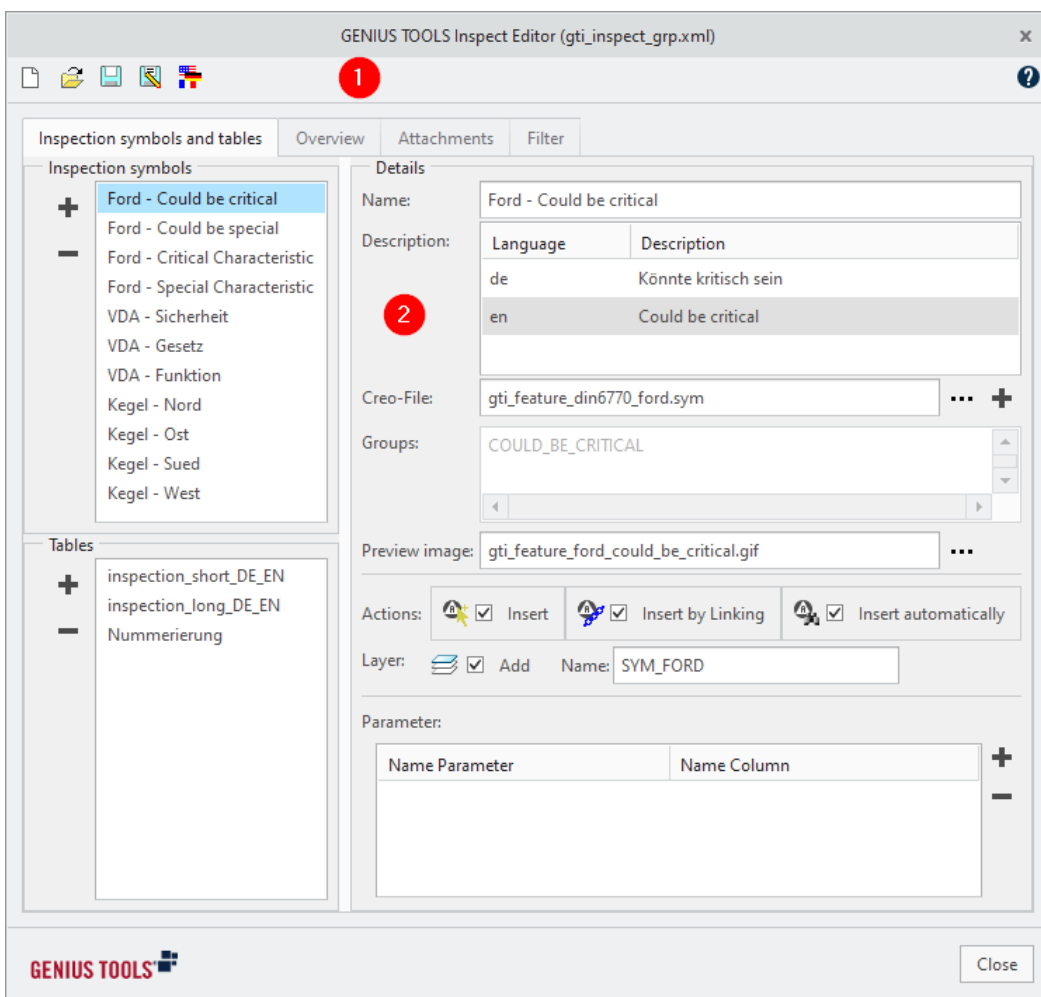 GENIUS TOOLS Inspect Editor (gti_inspect_grp.xml)
1
Inspection symbols and tables
Overview
Attachments
Filter
Inspection symbols
Ford - Could be critical
Ford - Could be special
Ford - Critical Characteristic
Ford - Special Characteristic
VDA - Sicherheit
VDA - Gesetz
VDA - Funktion
Kegel - Nord
Kegel - Ost
Kegel - Sued
Kegel - West
Tables
inspection_short_DE_EN
inspection_long_DE_EN
Nummerierung
Details
Name: Ford - Could be critical
Description: Language Description
de Könnte kritisch sein
2
en Could be critical
Creo-File: gti_feature_din6770_ford.sym
Groups: COULD_BE_CRITICAL
Preview image: gti_feature_ford_could_be_critical.gif
Actions: Insert Insert by Linking Insert automatically
Layer: Add Name: SYM_FORD
Parameter:
Name Parameter Name Column
GENIUS TOOLS
Close